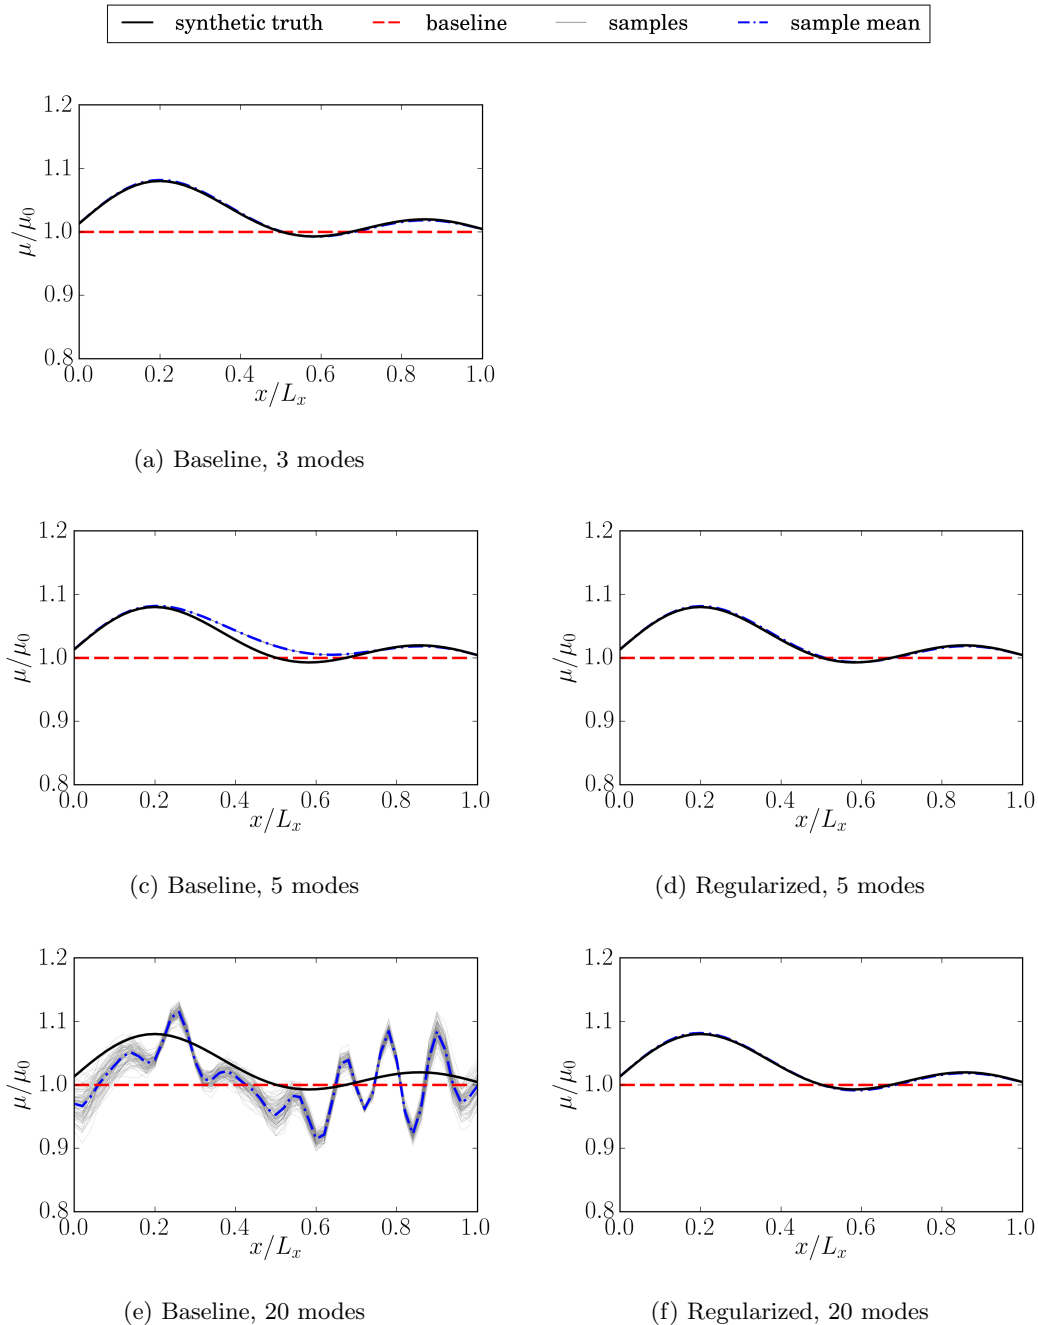 synthetic truth baseline samples sample mean
1.2
1.1
1.0
0.9
0.8
μ/μ₀
0.0 0.2 0.4 0.6 0.8 1.0
x/Lₓ
(a) Baseline, 3 modes
1.2
1.1
1.0
0.9
0.8
μ/μ₀
0.0 0.2 0.4 0.6 0.8 1.0
x/Lₓ
(c) Baseline, 5 modes
1.2
1.1
1.0
0.9
0.8
μ/μ₀
0.0 0.2 0.4 0.6 0.8 1.0
x/Lₓ
(d) Regularized, 5 modes
1.2
1.1
1.0
0.9
0.8
μ/μ₀
0.0 0.2 0.4 0.6 0.8 1.0
x/Lₓ
(e) Baseline, 20 modes
1.2
1.1
1.0
0.9
0.8
μ/μ₀
0.0 0.2 0.4 0.6 0.8 1.0
x/Lₓ
(f) Regularized, 20 modes